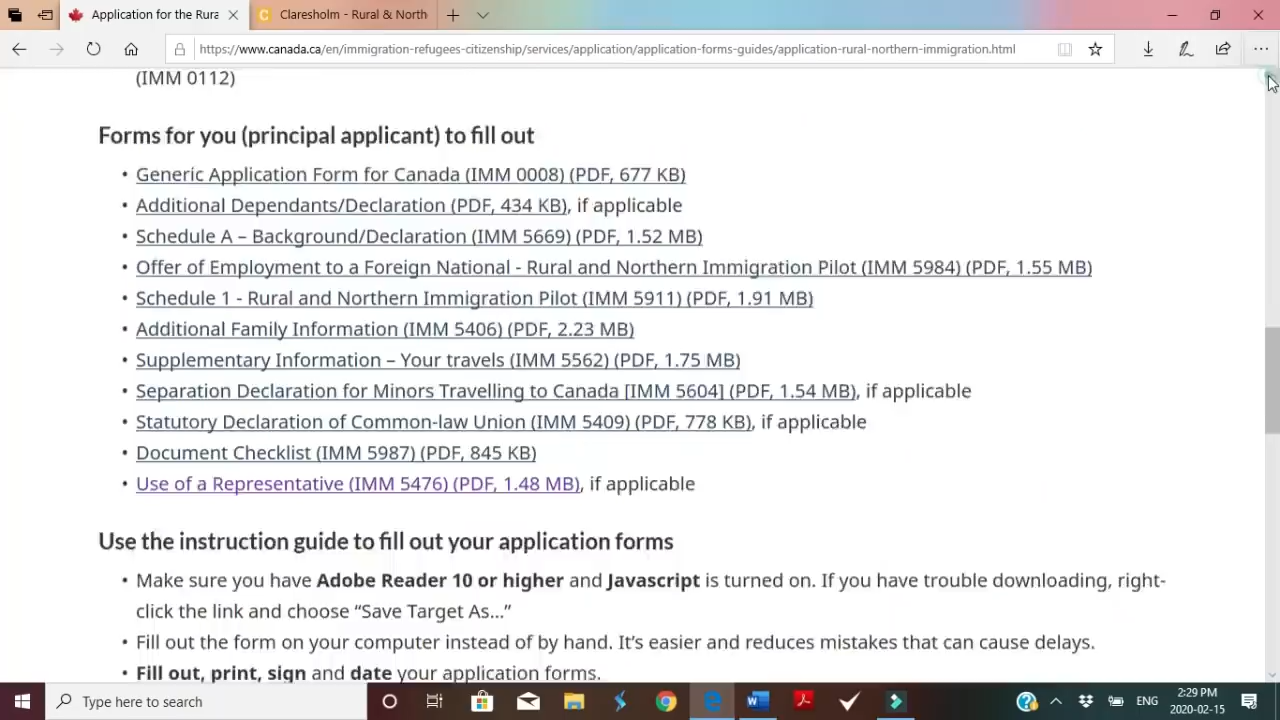 Application for the Rura
Claresholm - Rural & North
https://www.canada.ca/en/immigration-refugees-citizenship/services/application/application-forms-guides/application-rural-northern-immigration.html
(IMM 0112)
Forms for you (principal applicant) to fill out
• Generic Application Form for Canada (IMM 0008) (PDF, 677 KB)
• Additional Dependants/Declaration (PDF, 434 KB), if applicable
• Schedule A – Background/Declaration (IMM 5669) (PDF, 1.52 MB)
• Offer of Employment to a Foreign National - Rural and Northern Immigration Pilot (IMM 5984) (PDF, 1.55 MB)
• Schedule 1 - Rural and Northern Immigration Pilot (IMM 5911) (PDF, 1.91 MB)
• Additional Family Information (IMM 5406) (PDF, 2.23 MB)
• Supplementary Information – Your travels (IMM 5562) (PDF, 1.75 MB)
• Separation Declaration for Minors Travelling to Canada [IMM 5604] (PDF, 1.54 MB), if applicable
• Statutory Declaration of Common-law Union (IMM 5409) (PDF, 778 KB), if applicable
• Document Checklist (IMM 5987) (PDF, 845 KB)
• Use of a Representative (IMM 5476) (PDF, 1.48 MB), if applicable
Use the instruction guide to fill out your application forms
• Make sure you have Adobe Reader 10 or higher and Javascript is turned on. If you have trouble downloading, right-
click the link and choose “Save Target As…”
• Fill out the form on your computer instead of by hand. It’s easier and reduces mistakes that can cause delays.
• Fill out, print, sign and date your application forms.
Type here to search
ENG
2:29 PM
2020-02-15